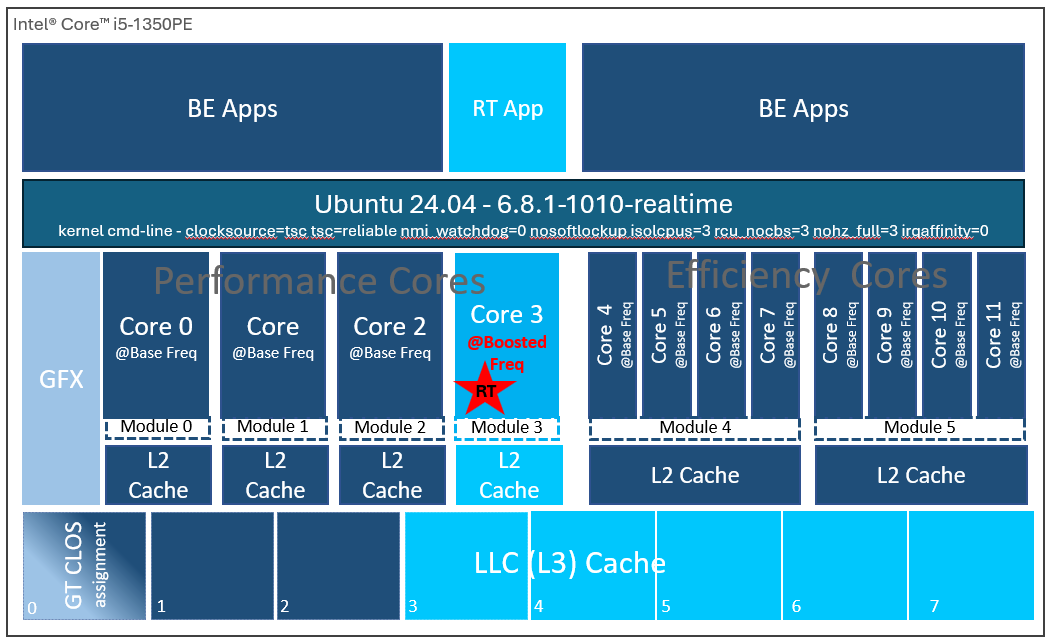 Intel® Core™ i5-1350PE
BE Apps
RT App
BE Apps
Ubuntu 24.04 - 6.8.1-1010-realtime
kernel cmd-line - clocksource=tsc tsc=reliable nmi_watchdog=0 nosoftlockup isolcpus=3 rcu_nocbs=3 nohz_full=3 irqaffinity=0
Performance Cores
Efficiency Cores
GFX
Core 0
@Base Freq
Core
@Base Freq
Core 2
@Base Freq
Core 3
@Boosted
Freq
RT
Core 4
@Base Freq
Core 5
@Base Freq
Core 6
@Base Freq
Core 7
@Base Freq
Core 8
@Base Freq
Core 9
@Base Freq
Core 10
@Base Freq
Core 11
@Base Freq
Module 0
Module 1
Module 2
Module 3
Module 4
Module 5
L2
Cache
L2
Cache
L2
Cache
L2
Cache
L2 Cache
L2 Cache
GT CLOS
assignment
LLC (L3) Cache
0
1
2
3
4
5
6
7